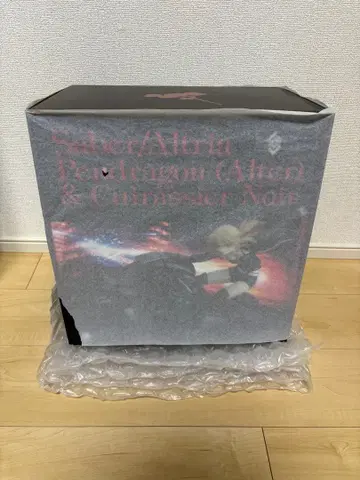 Saber/Altria
Pendragon (Alter)
& Cuirassier Noir